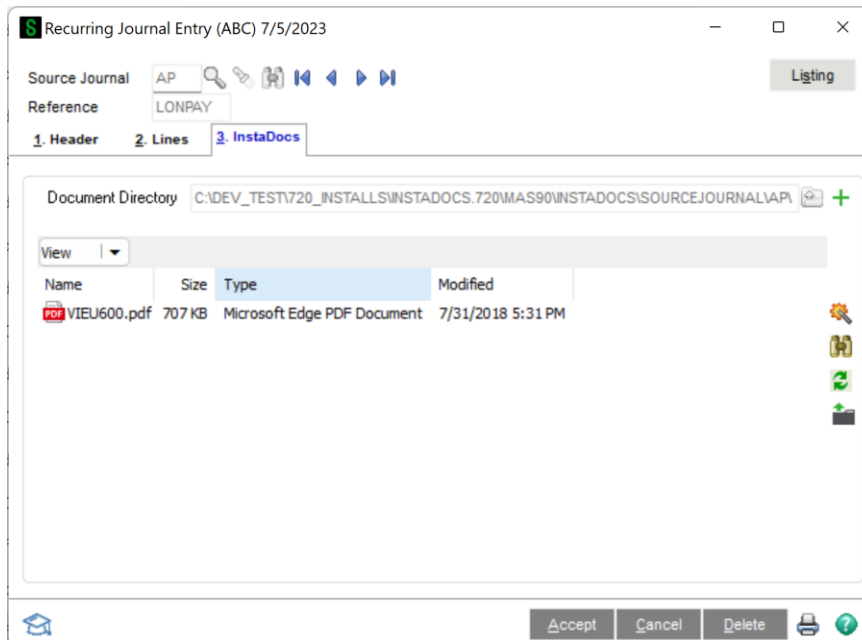 S Recurring Journal Entry (ABC) 7/5/2023
Source Journal AP Listing
Reference LONPAY
1. Header 2. Lines 3. InstaDocs
Document Directory C:\DEV_TEST\720_INSTALLS\INSTADOCS.720\MAS90\INSTADOCS\SOURCEJOURNAL\AP\
View
Name Size Type Modified
PDF VIEU600.pdf 707 KB Microsoft Edge PDF Document 7/31/2018 5:31 PM
Accept Cancel Delete ?